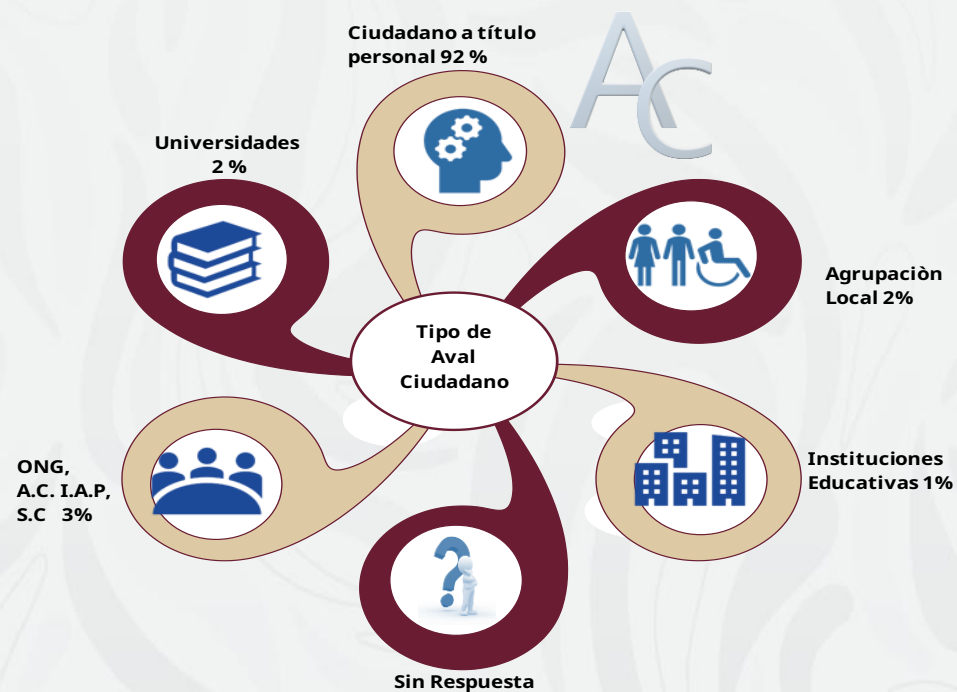 Ciudadano a título
personal 92 %
AC
Universidades
2 %
Agrupaciòn
Local 2%
Tipo de
Aval
Ciudadano
ONG,
A.C. I.A.P,
S.C 3%
Instituciones
Educativas 1%
?
Sin Respuesta